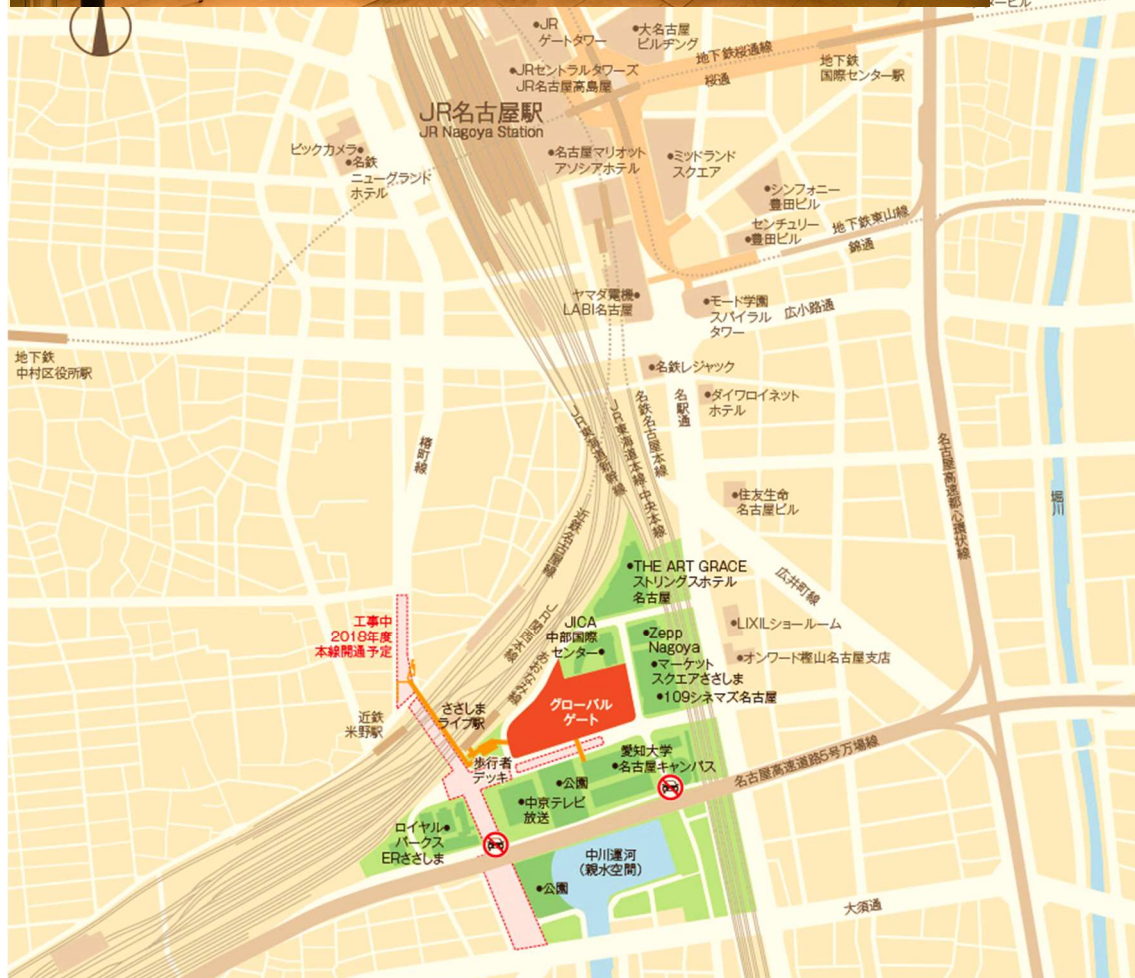 JR
ゲートタワー
大名古屋
ビルヂング
地下鉄桜通線
桜通
地下鉄
国際センター駅
JRセントラルタワーズ
JR名古屋高島屋
JR名古屋駅
JR Nagoya Station
ビックカメラ
名鉄
ニューグランド
ホテル
名古屋マリオット
アソシアホテル
ミッドランド
スクエア
シンフォニー
豊田ビル
センチュリー
豊田ビル
地下鉄東山線
錦通
ヤマダ電機
LABI名古屋
モード学園
スパイラル
タワー
広小路通
地下鉄
中村区役所駅
名鉄レジャック
ダイワロイネット
ホテル
名駅通
名鉄名古屋本線
JR東海道本線
中央本線
JR東海道新幹線
椿町線
名古屋高速都心環状線
堀川
住友生命
名古屋ビル
近鉄名古屋線
THE ART GRACE
ストリングスホテル
名古屋
広井町線
工事中
2018年度
本線開通予定
JR関西本線
あおなみ線
JICA
中部国際
センター
Zepp
Nagoya
マーケット
スクエアささしま
109シネマズ名古屋
LIXILショールーム
オンワード樫山名古屋支店
グローバル
ゲート
ささしま
ライブ駅
近鉄
米野駅
歩行者
デッキ
愛知大学
名古屋キャンパス
名古屋高速道路5号万場線
公園
中京テレビ
放送
ロイヤル
パークス
ERささしま
中川運河
(親水空間)
公園
大須通